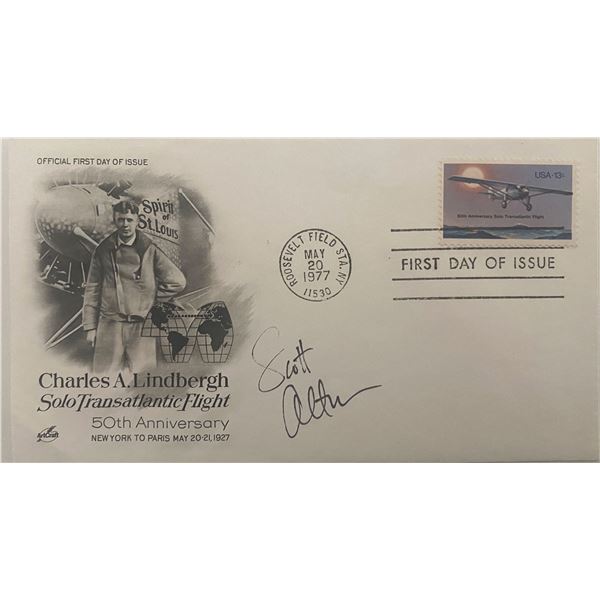 OFFICIAL FIRST DAY OF ISSUE
Spirit
of
St. Louis
Charles A. Lindbergh
Solo Transatlantic Flight
50th Anniversary
NEW YORK TO PARIS MAY 20-21, 1927
ArtCraft
ROOSEVELT FIELD STA. NY
MAY
20
1977
11530
USA·13c
50th Anniversary Solo Transatlantic Flight
FIRST DAY OF ISSUE
Scott